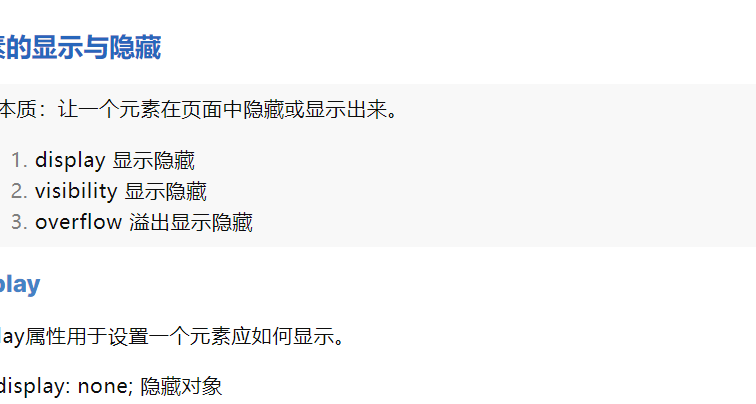 的显示与隐藏
本质：让一个元素在页面中隐藏或显示出来。
1. display 显示隐藏
2. visibility 显示隐藏
3. overflow 溢出显示隐藏
play
lay属性用于设置一个元素应如何显示。
display: none; 隐藏对象